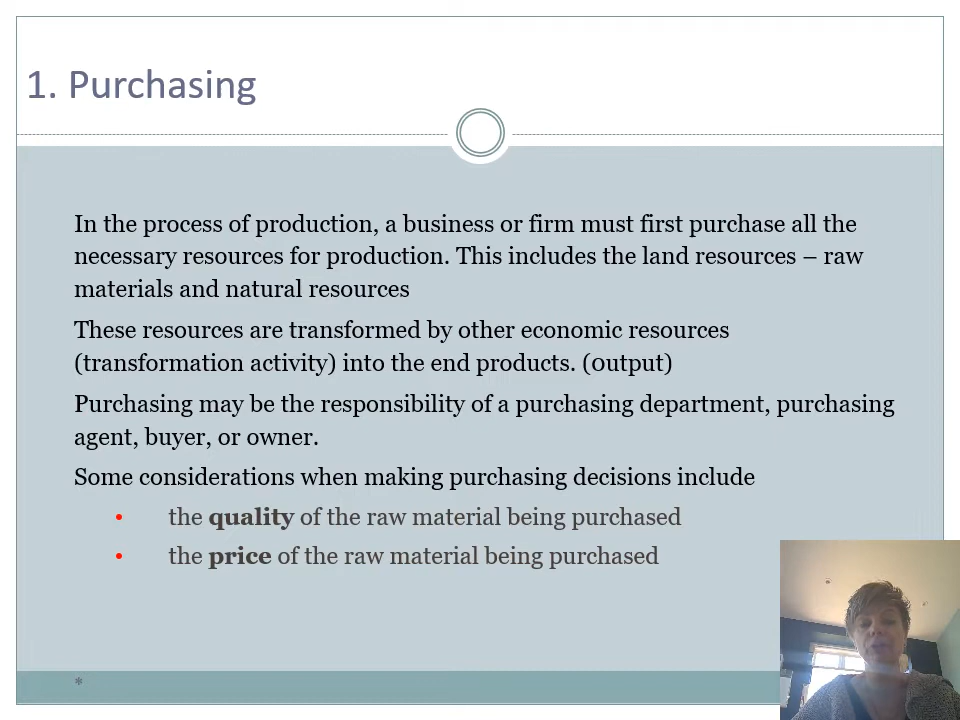 1. Purchasing
In the process of production, a business or firm must first purchase all the
necessary resources for production. This includes the land resources – raw
materials and natural resources
These resources are transformed by other economic resources
(transformation activity) into the end products. (0utput)
Purchasing may be the responsibility of a purchasing department, purchasing
agent, buyer, or owner.
Some considerations when making purchasing decisions include
• the quality of the raw material being purchased
• the price of the raw material being purchased
*